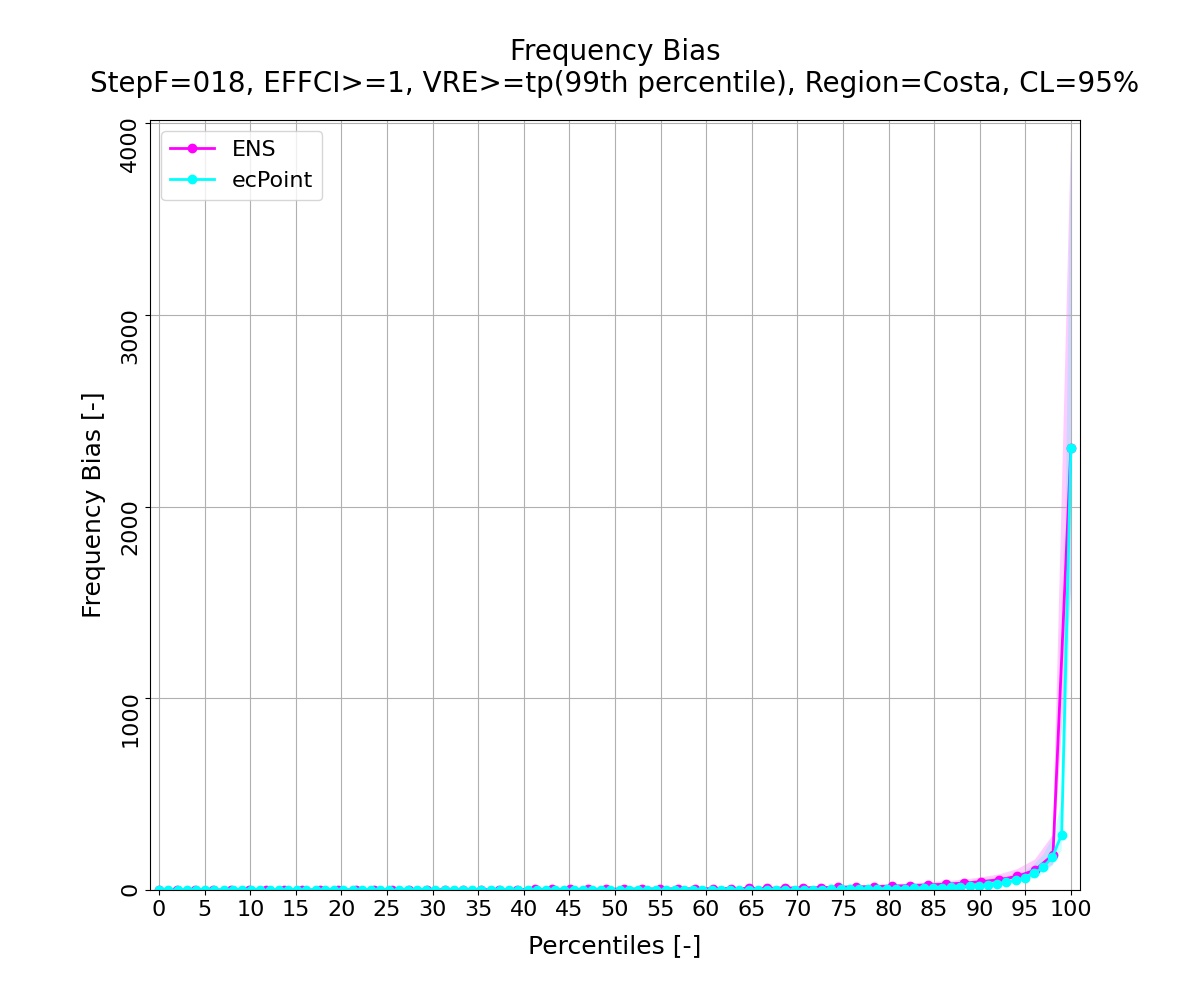 Frequency Bias
StepF=018, EFFCI>=1, VRE>=tp(99th percentile), Region=Costa, CL=95%
ENS
ecPoint
Frequency Bias [-]
4000
3000
2000
1000
0
0 5 10 15 20 25 30 35 40 45 50 55 60 65 70 75 80 85 90 95 100
Percentiles [-]